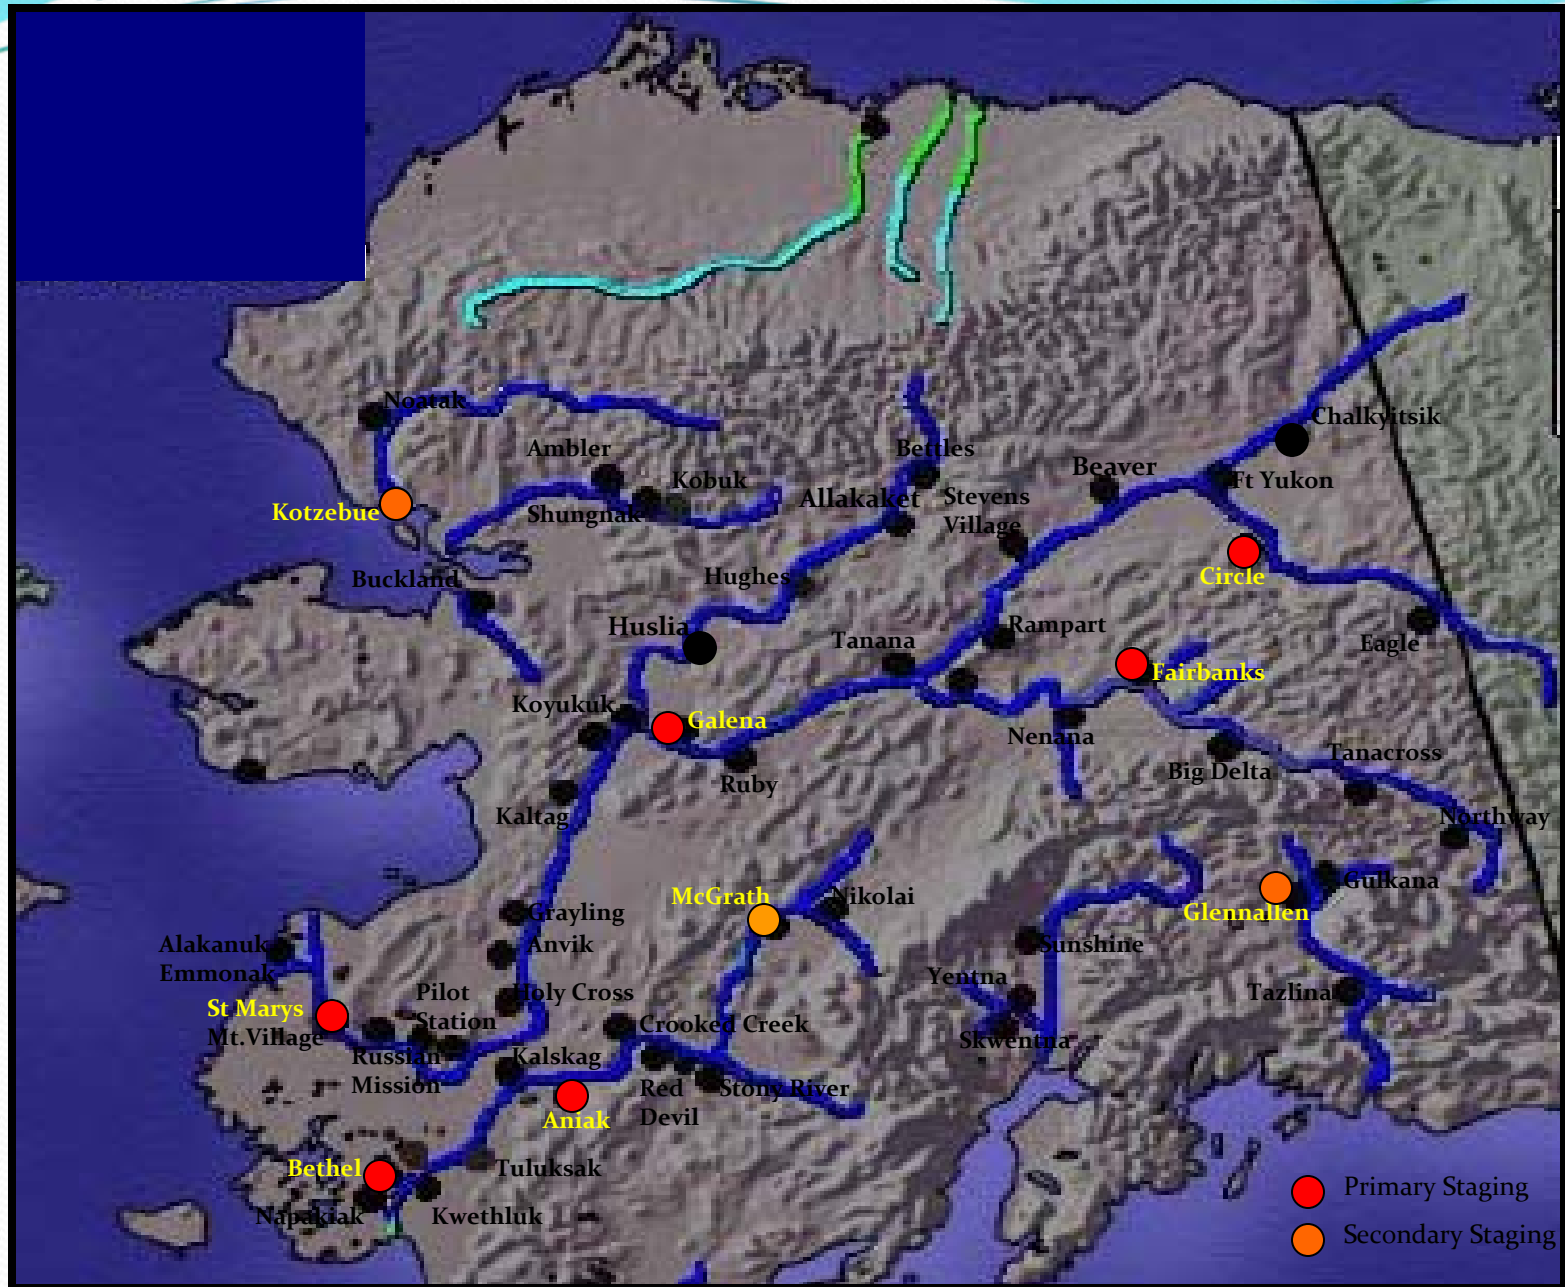 Noatak
Chalkyitsik
Ambler
Bettles
Beaver
Kobuk
Ft Yukon
Allakaket
Stevens
Village
Kotzebue
Shungnak
Buckland
Hughes
Circle
Huslia
Rampart
Tanana
Eagle
Fairbanks
Koyukuk
Galena
Nenana
Tanacross
Big Delta
Ruby
Kaltag
Northway
Gulkana
McGrath
Nikolai
Grayling
Glennallen
Alakanuk
Anvik
Sunshine
Emmonak
Yentna
Pilot
Station
Holy Cross
Tazlina
St Marys
Mt.Village
Crooked Creek
Skwentna
Russian
Mission
Kalskag
Red
Devil
Stony River
Aniak
Bethel
Tuluksak
Napakiak
Kwethluk
Primary Staging
Secondary Staging